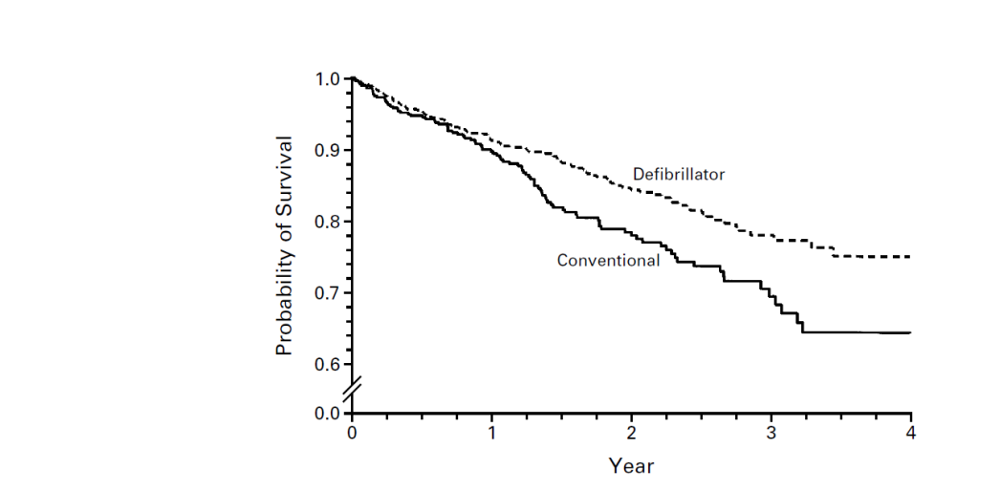 1.0
0.9
0.8
0.7
0.6
0.0
Probability of Survival
Defibrillator
Conventional
0 1 2 3 4
Year